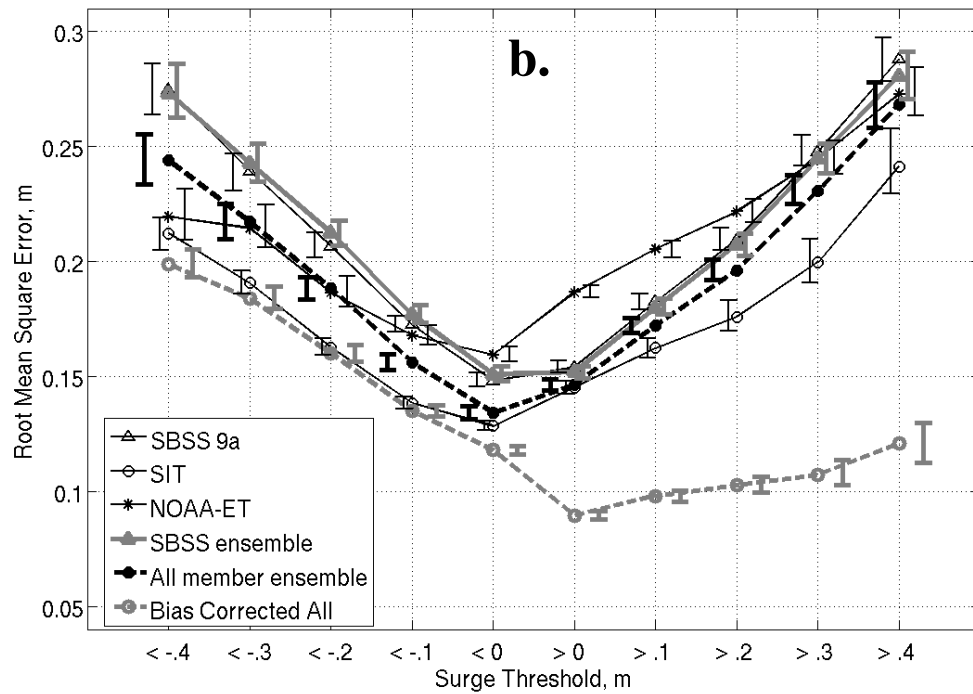 b.
0.3
0.25
0.2
0.15
0.1
0.05
Root Mean Square Error, m
SBSS 9a
SIT
NOAA-ET
SBSS ensemble
All member ensemble
Bias Corrected All
< -.4 < -.3 < -.2 < -.1 < 0 > 0 > .1 > .2 > .3 > .4
Surge Threshold, m